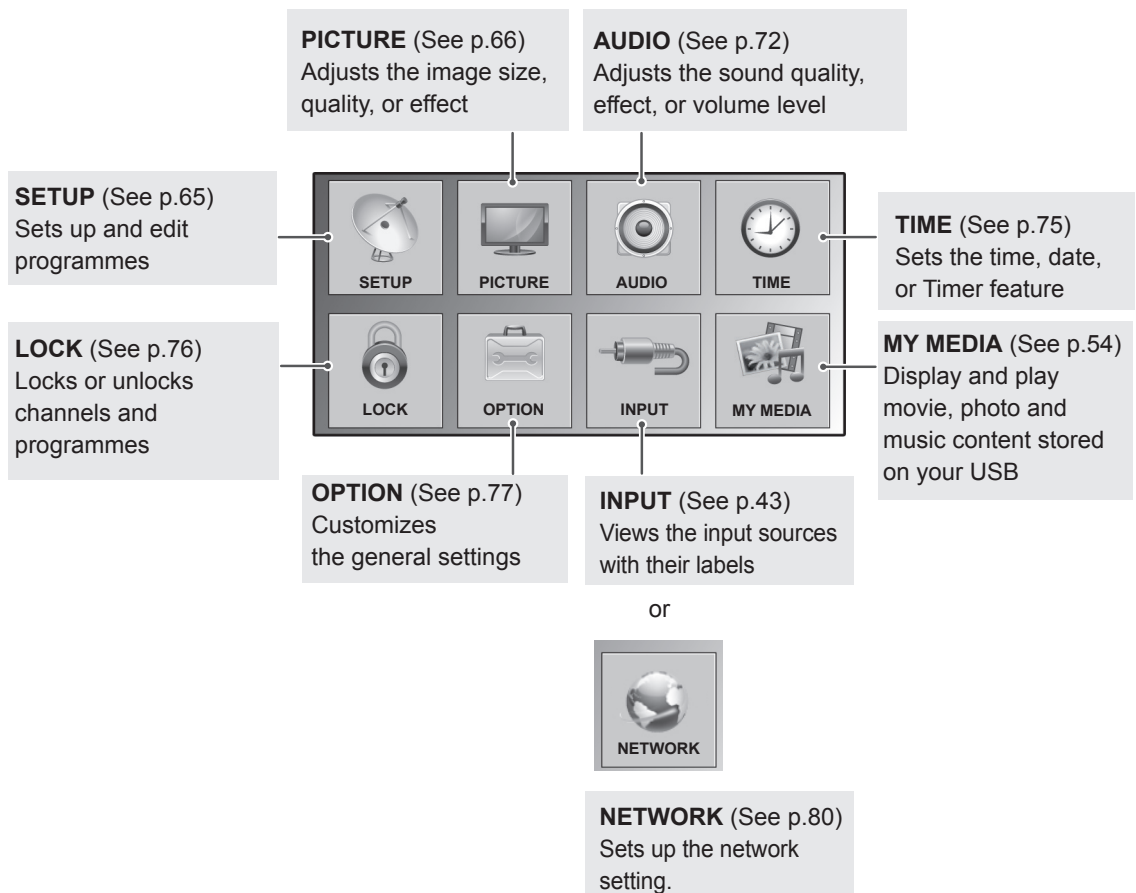 PICTURE (See p.66)
Adjusts the image size,
quality, or effect
AUDIO (See p.72)
Adjusts the sound quality,
effect, or volume level
SETUP (See p.65)
Sets up and edit
programmes
TIME (See p.75)
Sets the time, date,
or Timer feature
SETUP
PICTURE
AUDIO
TIME
LOCK (See p.76)
Locks or unlocks
channels and
programmes
MY MEDIA (See p.54)
Display and play
movie, photo and
music content stored
on your USB
LOCK
OPTION
INPUT
MY MEDIA
OPTION (See p.77)
Customizes
the general settings
INPUT (See p.43)
Views the input sources
with their labels
or
NETWORK
NETWORK (See p.80)
Sets up the network
setting.